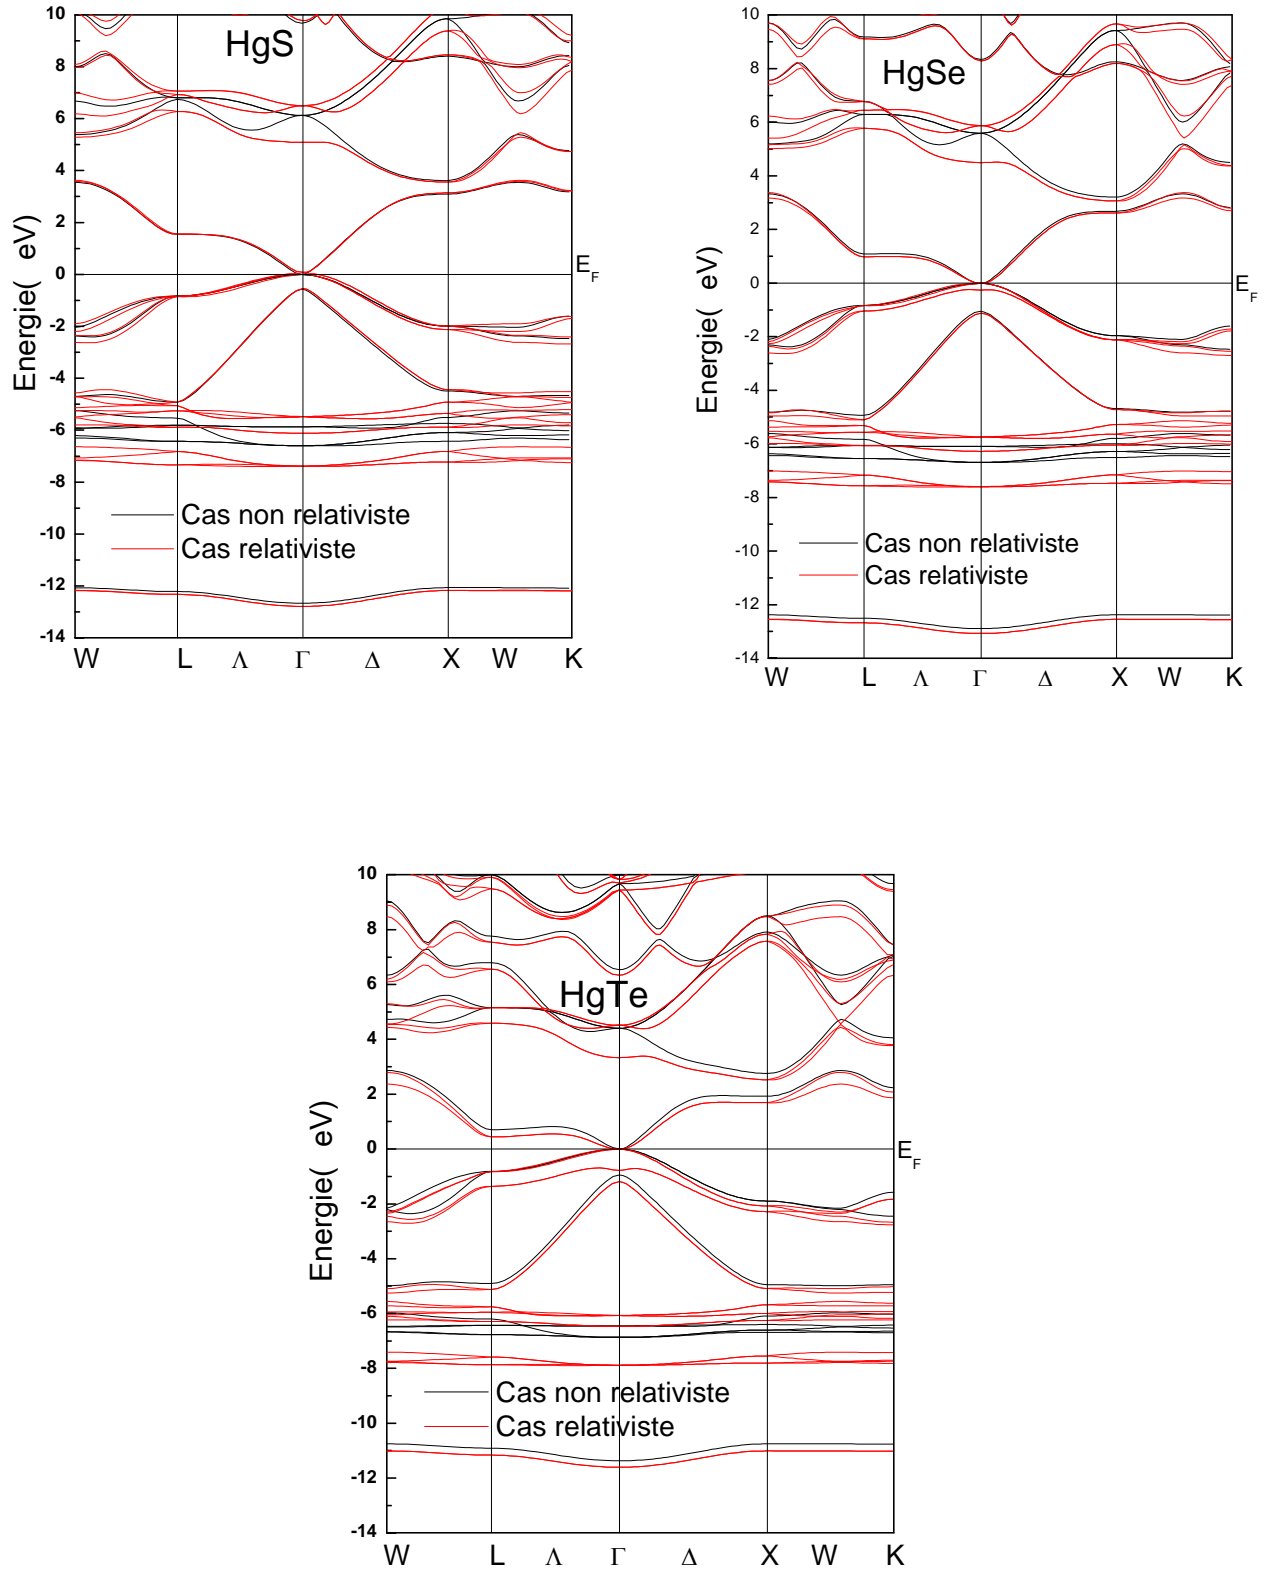 HgS
10
8
6
4
2
0
-2
-4
-6
-8
-10
-12
-14
Energie( eV)
E_F
Cas non relativiste
Cas relativiste
W L Λ Γ Δ X W K
HgSe
10
8
6
4
2
0
-2
-4
-6
-8
-10
-12
-14
Energie( eV)
E_F
Cas non relativiste
Cas relativiste
W L Λ Γ Δ X W K
HgTe
10
8
6
4
2
0
-2
-4
-6
-8
-10
-12
-14
Energie( eV)
E_F
Cas non relativiste
Cas relativiste
W L Λ Γ Δ X W K